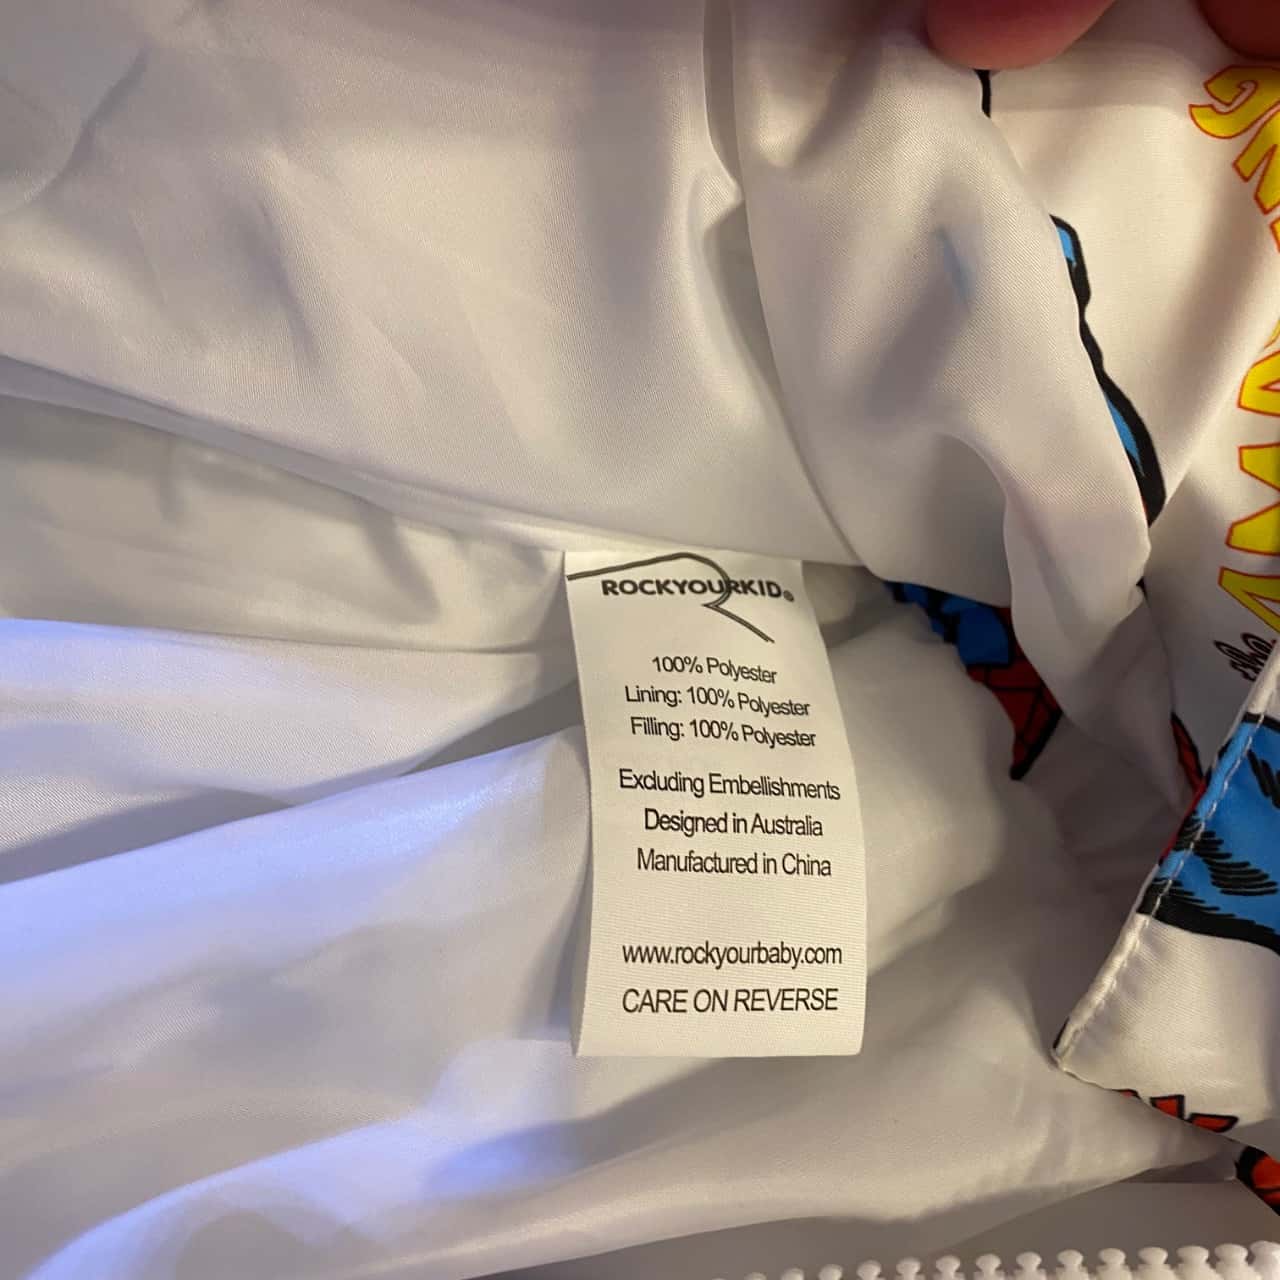 ROCKYOURKID®
100% Polyester
Lining: 100% Polyester
Filling: 100% Polyester
Excluding Embellishments
Designed in Australia
Manufactured in China
www.rockyourbaby.com
CARE ON REVERSE
the